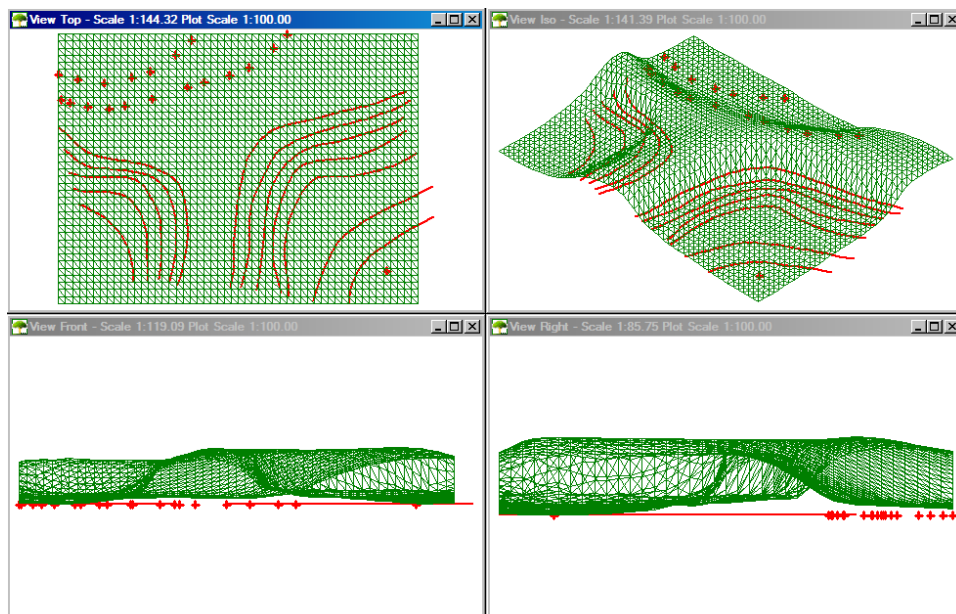 View Top - Scale 1:144.32 Plot Scale 1:100.00
View Iso - Scale 1:141.39 Plot Scale 1:100.00
View Front - Scale 1:119.09 Plot Scale 1:100.00
View Right - Scale 1:85.75 Plot Scale 1:100.00